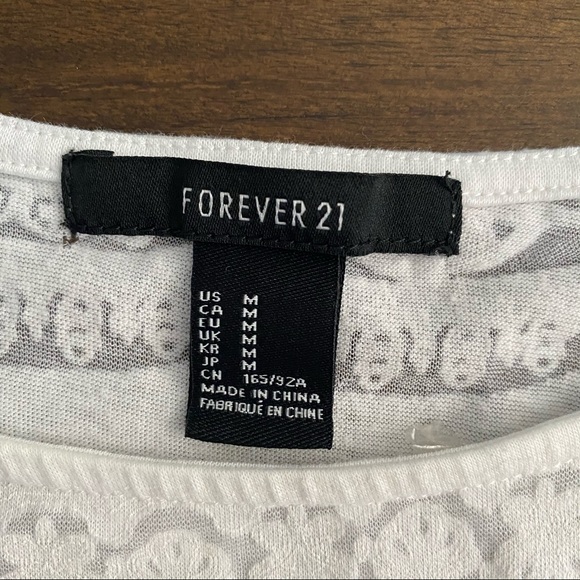 FOREVER 21
US M
CA M
EU M
UK M
KR M
JP M
CN 165/92A
MADE IN CHINA
FABRIQUÉ EN CHINE